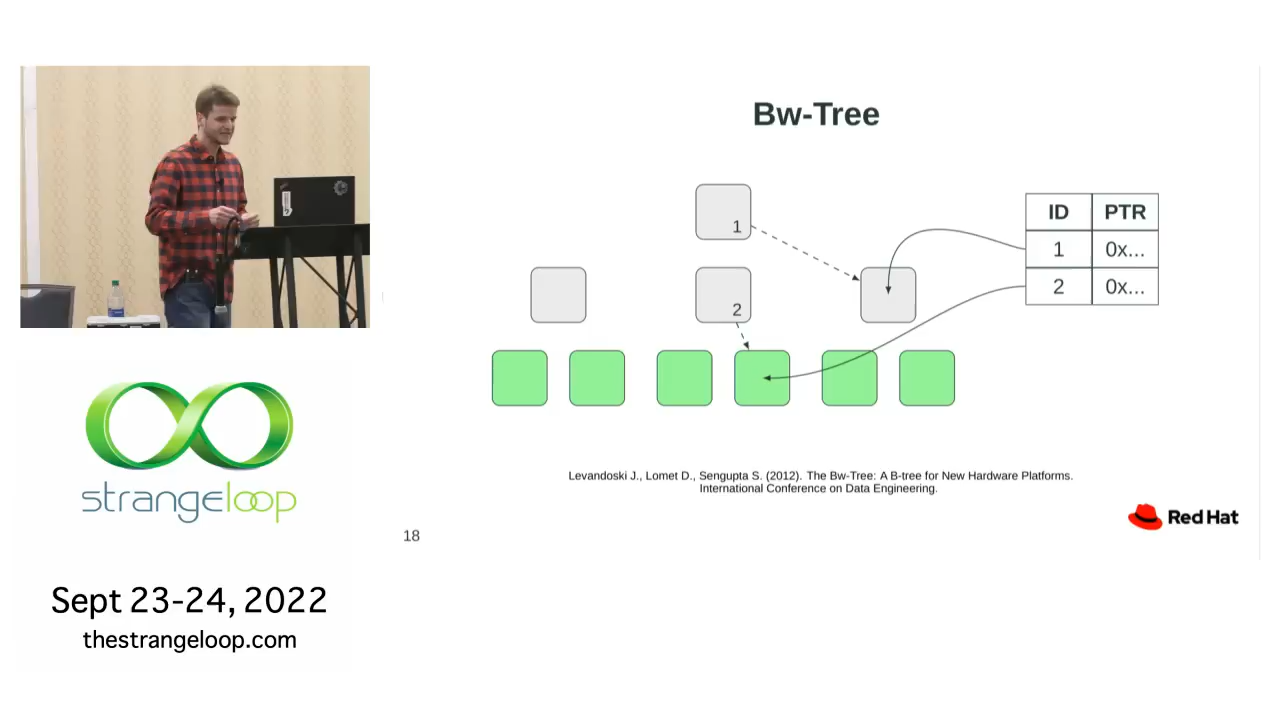 Bw-Tree
1
2
ID PTR
1 0x...
2 0x...
Levandoski J., Lomet D., Sengupta S. (2012). The Bw-Tree: A B-tree for New Hardware Platforms.
International Conference on Data Engineering.
18
Red Hat
strangeloop
Sept 23-24, 2022
thestrangeloop.com